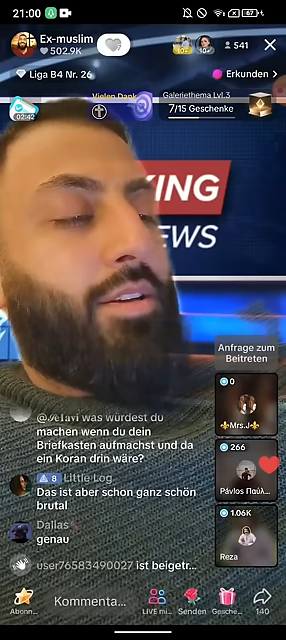 21:00
67
Ex-muslim
502.9K
541
Liga B4 Nr. 26
Erkunden >
Vielen Dank
Galeriethema Lvl.3
02:42
7/15 Geschenke
KING
EWS
Anfrage zum
Beitreten
0
⚜Mrs.J⚜
266
Pávlos Παύλ...
1.06K
Reza
was würdest du
machen wenn du dein
Briefkasten aufmachst und da
ein Koran drin wäre?
8 Little Log
Das ist aber schon ganz schön
brutal
Dallas
genau
user76583490027 ist beigetr...
Abonn...
Kommenta...
LIVE mi...
Senden
Gesche...
140